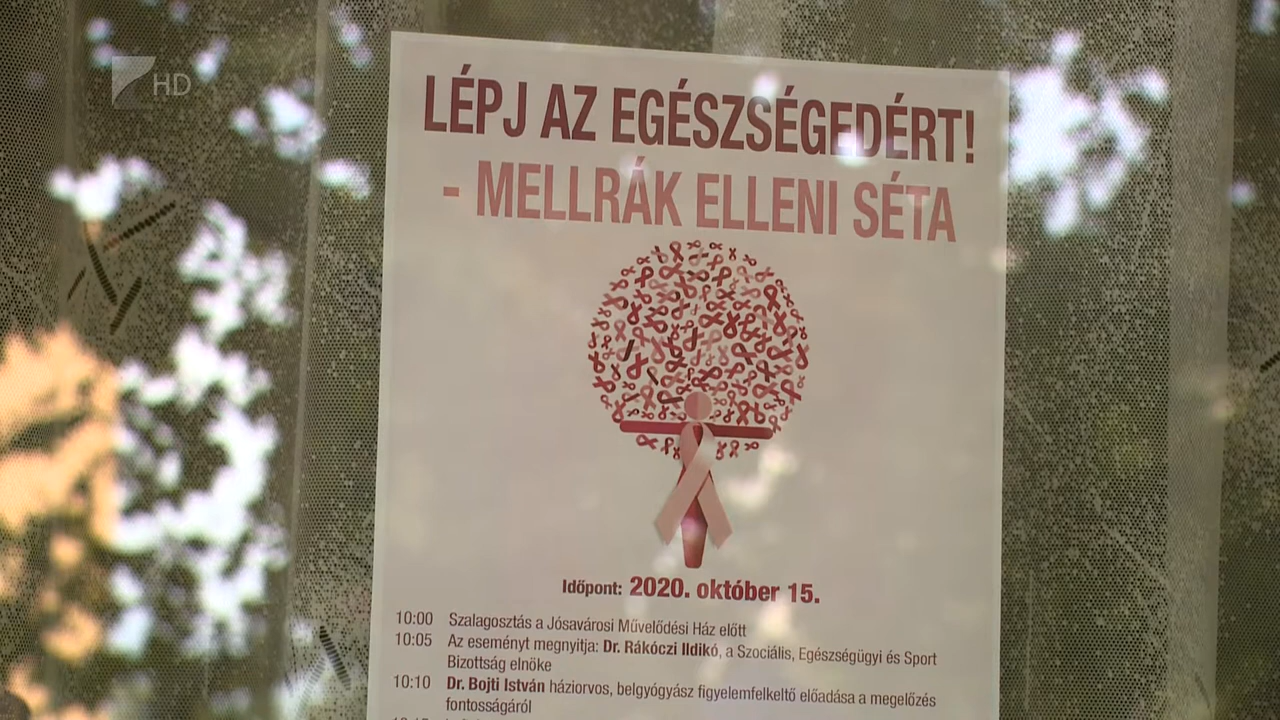 HD
LÉPJ AZ EGÉSZSÉGEDÉRT!
- MELLRÁK ELLENI SÉTA
Időpont: 2020. október 15.
10:00 Szalagosztás a Jósavárosi Művelődési Ház előtt
10:05 Az eseményt megnyitja: Dr. Rákóczi Ildikó, a Szociális, Egészségügyi és Sport
Bizottság elnöke
10:10 Dr. Bojti István háziorvos, belgyógyász figyelemfelkeltő előadása a megelőzés
fontosságáról